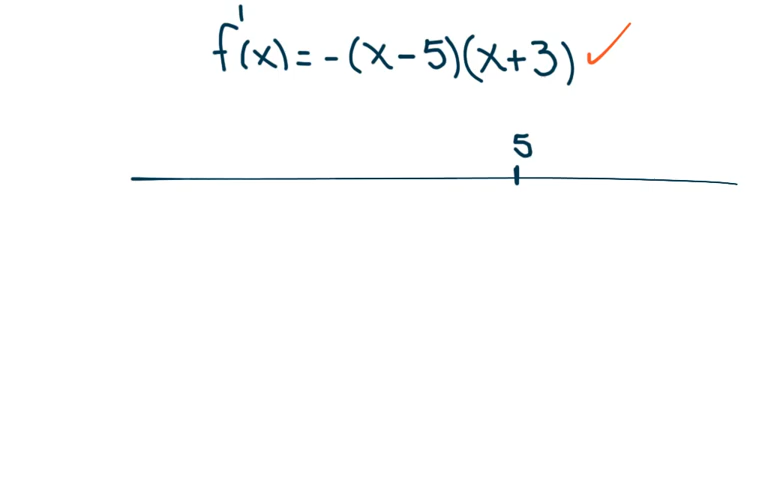 f'(x) = -(x-5)(x+3) ✓
5